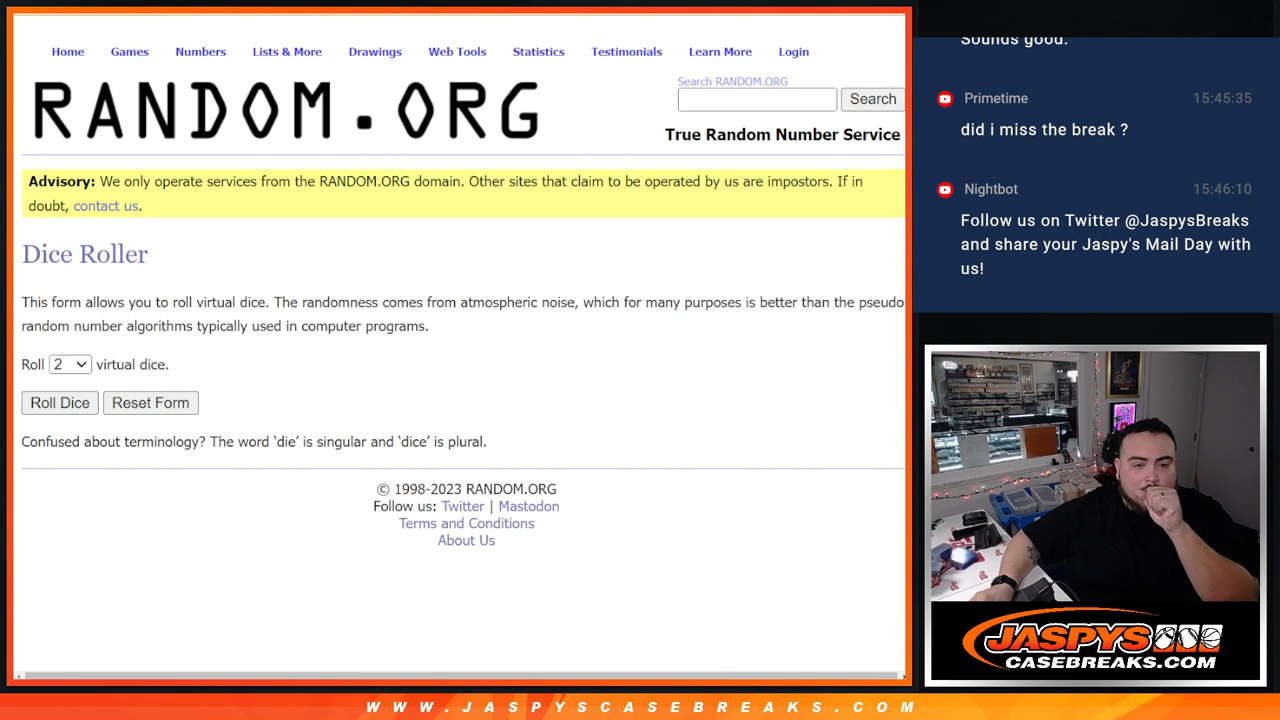 Home Games Numbers Lists & More Drawings Web Tools Statistics Testimonials Learn More Login
RANDOM.ORG
Search RANDOM.ORG
Search
True Random Number Service
Advisory: We only operate services from the RANDOM.ORG domain. Other sites that claim to be operated by us are impostors. If in
doubt, contact us.
Dice Roller
This form allows you to roll virtual dice. The randomness comes from atmospheric noise, which for many purposes is better than the pseudo-
random number algorithms typically used in computer programs.
Roll 2 virtual dice.
Roll Dice Reset Form
Confused about terminology? The word ‘die’ is singular and ‘dice’ is plural.
© 1998-2023 RANDOM.ORG
Follow us: Twitter | Mastodon
Terms and Conditions
About Us
Sounds good.
Primetime 15:45:35
did i miss the break ?
Nightbot 15:46:10
Follow us on Twitter @JaspysBreaks
and share your Jaspy's Mail Day with
us!
JASPYS
CASEBREAKS.COM
WWW.JASPYSCASEBREAKS.COM